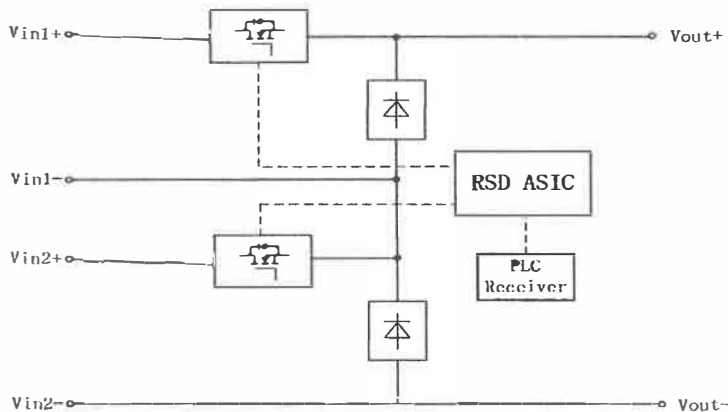 Vin1+
Vout+
Vin1-
RSD ASIC
Vin2+
PLC
Receiver
Vin2-
Vout-